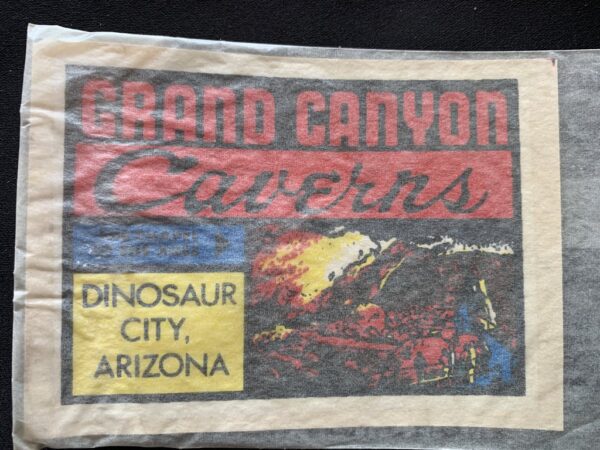 GRAND CANYON
Caverns
DINOSAUR
CITY,
ARIZONA